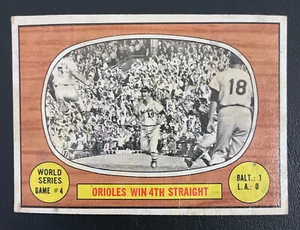 18
WORLD
SERIES
GAME #4
ORIOLES WIN 4TH STRAIGHT
BALT.: 1
L.A.: 0